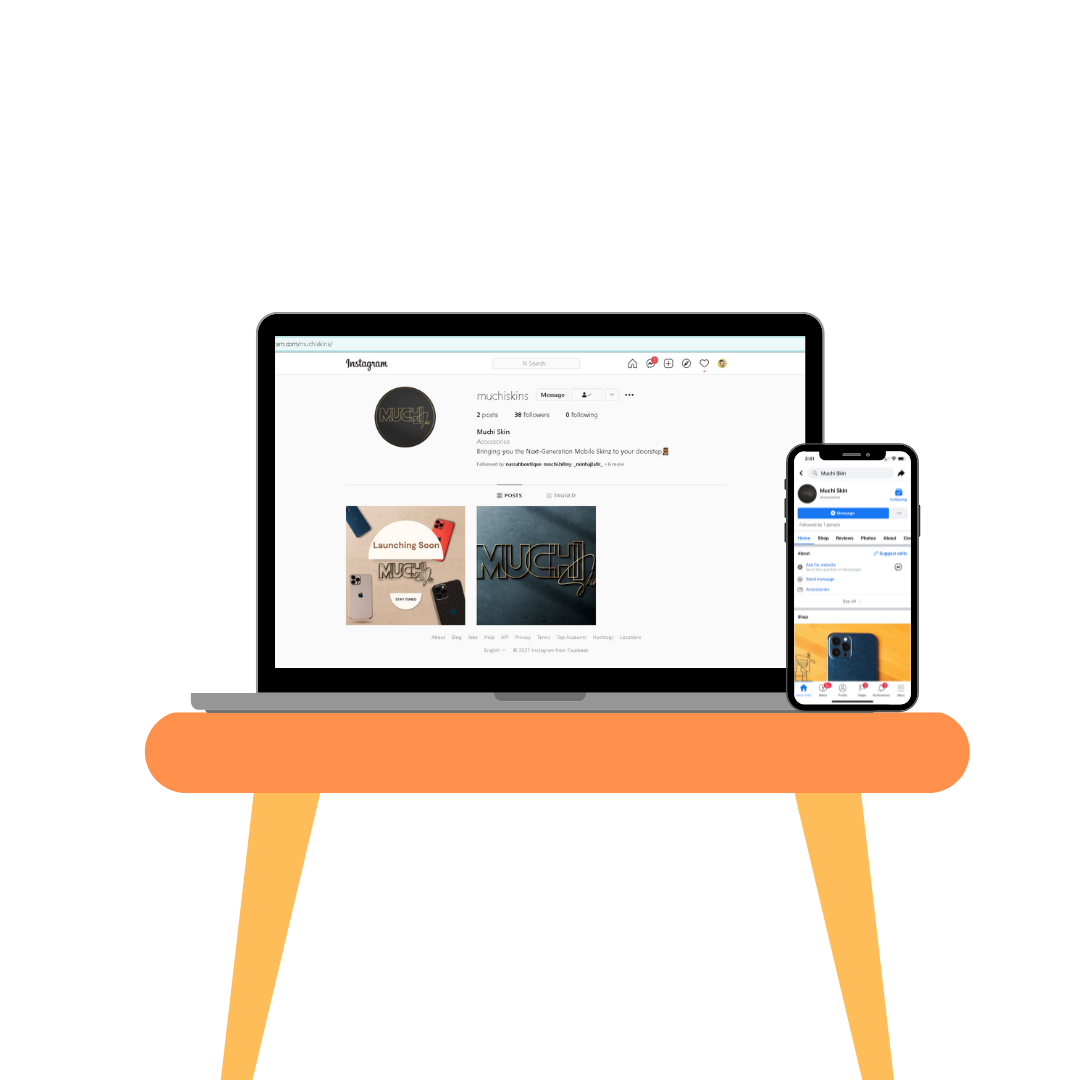 am.com/muchiskins/
Instagram
Search
1
muchiskins
Message
2 posts 38 followers 0 following
Muchi Skin
Accessories
Bringing you the Next-Generation Mobile Skinz to your doorstep
Followed by
+ 6 more
POSTS TAGGED
Launching Soon
MUCHI Skin
STAY TUNED
MUCHI
About Blog Jobs Help API Privacy Terms Top Accounts Hashtags Locations
English © 2021 Instagram from Facebook
MUCHI
Muchi Skin
Muchi Skin
Accessories
Following
Message
Followed by 1 person
Home Shop Reviews Photos About
About Suggest edits
Ask for website
Send the question in Messenger
Send message
Accessories
See All
Shop
Profile Pages Notifications Menu